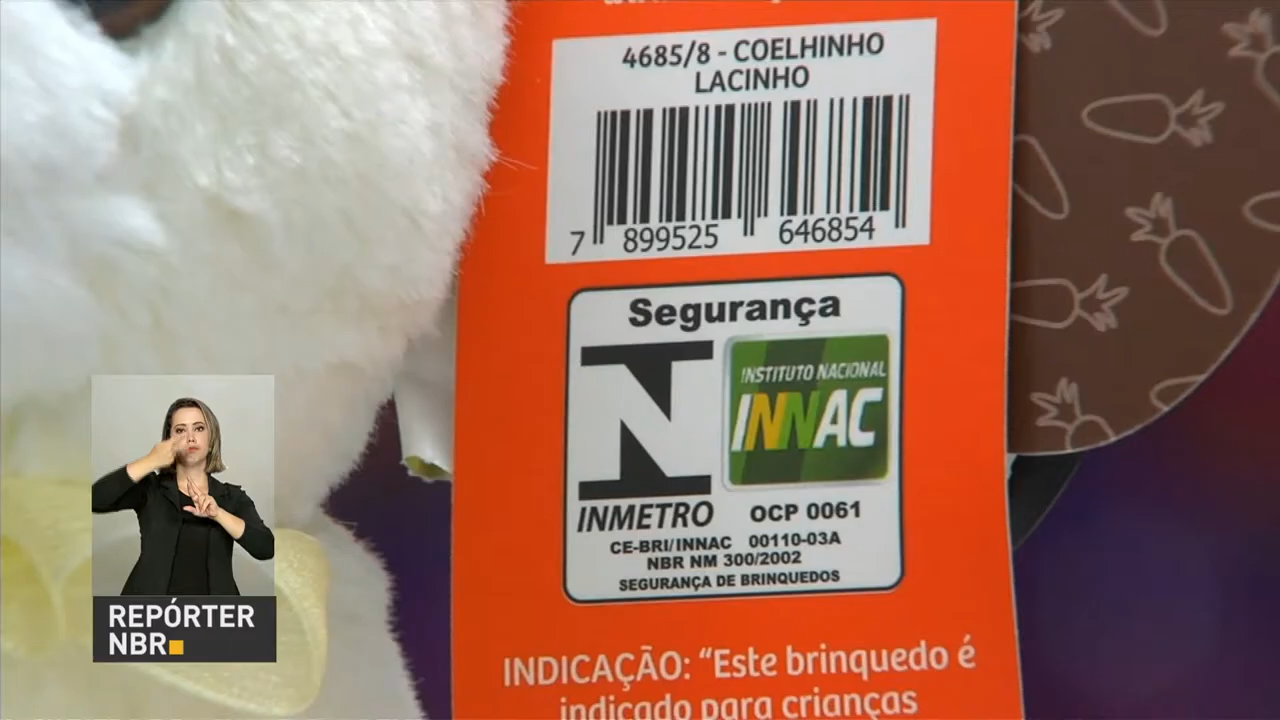 4685/8 - COELHINHO
LACINHO
7 899525 646854
Segurança
INSTITUTO NACIONAL
INNAC
INMETRO
OCP 0061
CE-BRI/INNAC 00110-03A
NBR NM 300/2002
SEGURANÇA DE BRINQUEDOS
INDICAÇÃO: “Este brinquedo é
indicado para crianças
REPÓRTER
NBR